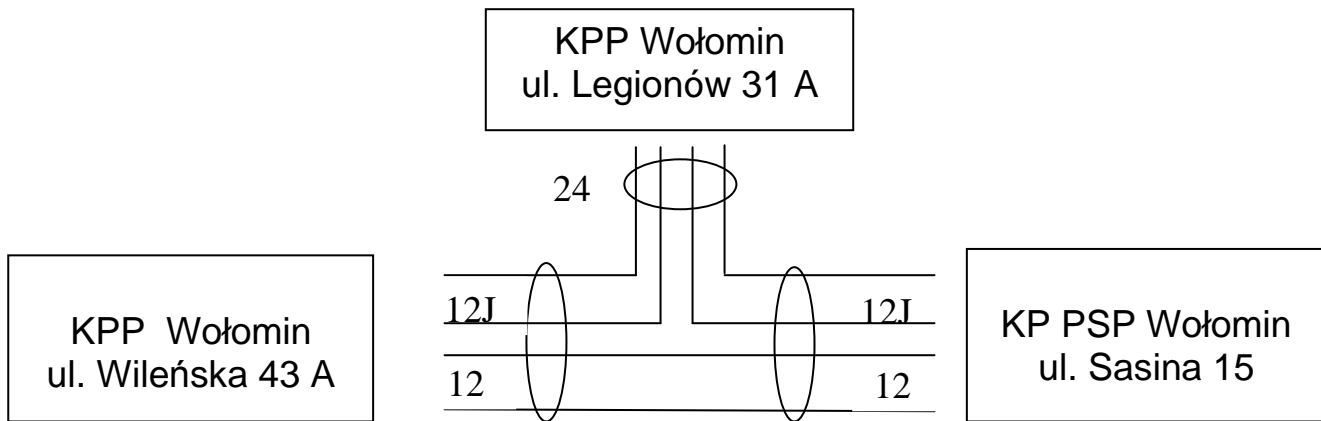 KPP Wołomin
ul. Legionów 31 A
24
KPP Wołomin
ul. Wileńska 43 A
12J
12
12J
12
KP PSP Wołomin
ul. Sasina 15